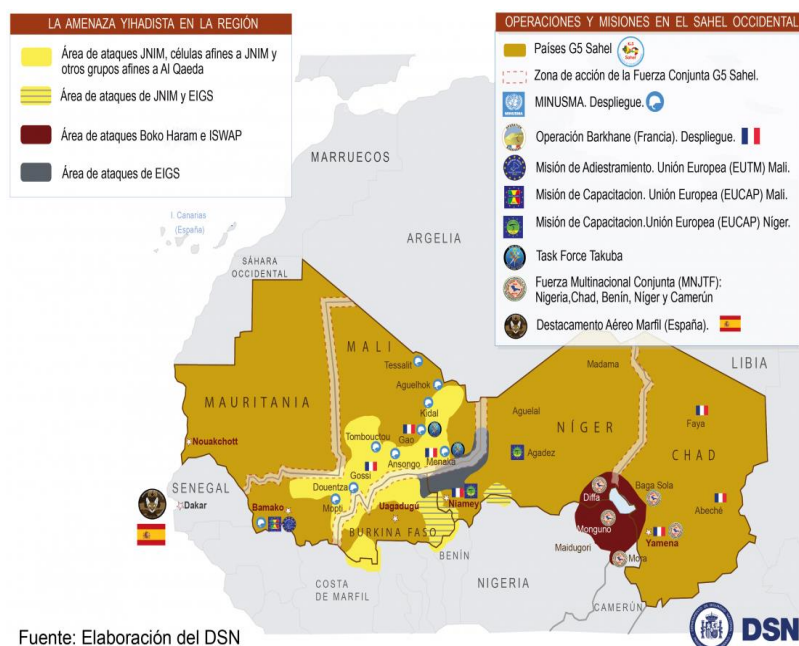 LA AMENAZA YIHADISTA EN LA REGIÓN
Área de ataques JNIM, células afines a JNIM y
otros grupos afines a Al Qaeda
Área de ataques de JNIM y EIGS
Área de ataques Boko Haram e ISWAP
Área de ataques de EIGS
OPERACIONES Y MISIONES EN EL SAHEL OCCIDENTAL
Países G5 Sahel
Zona de acción de la Fuerza Conjunta G5 Sahel.
MINUSMA. Despliegue.
Operación Barkhane (Francia). Despliegue.
Misión de Adiestramiento. Unión Europea (EUTM) Mali.
Misión de Capacitacion. Unión Europea (EUCAP) Mali.
Misión de Capacitacion.Unión Europea (EUCAP) Níger.
Task Force Takuba
Fuerza Multinacional Conjunta (MNJTF):
Nigeria,Chad, Benín, Níger y Camerún
Destacamento Aéreo Marfil (España).
MARRUECOS
I. Canarias
(España)
ARGELIA
SÁHARA
OCCIDENTAL
LIBIA
MALI
Tessalit
Madama
Aguelhok
MAURITANIA
Kidal
Aguelal
NÍGER
Faya
Tombouctou
Gao
Nouakchott
Ansongo
Menaka
Agadez
CHAD
Gossi
SENEGAL
Douentza
Diffa
Baga Sola
Dakar
Bamako
Mopti
Uagadugú
Niamey
Abeché
Monguno
BURKINA FASO
Maidugori
Yamena
BENÍN
Mora
COSTA
DE MARFIL
NIGERIA
CAMERÚN
Fuente: Elaboración del DSN
DSN